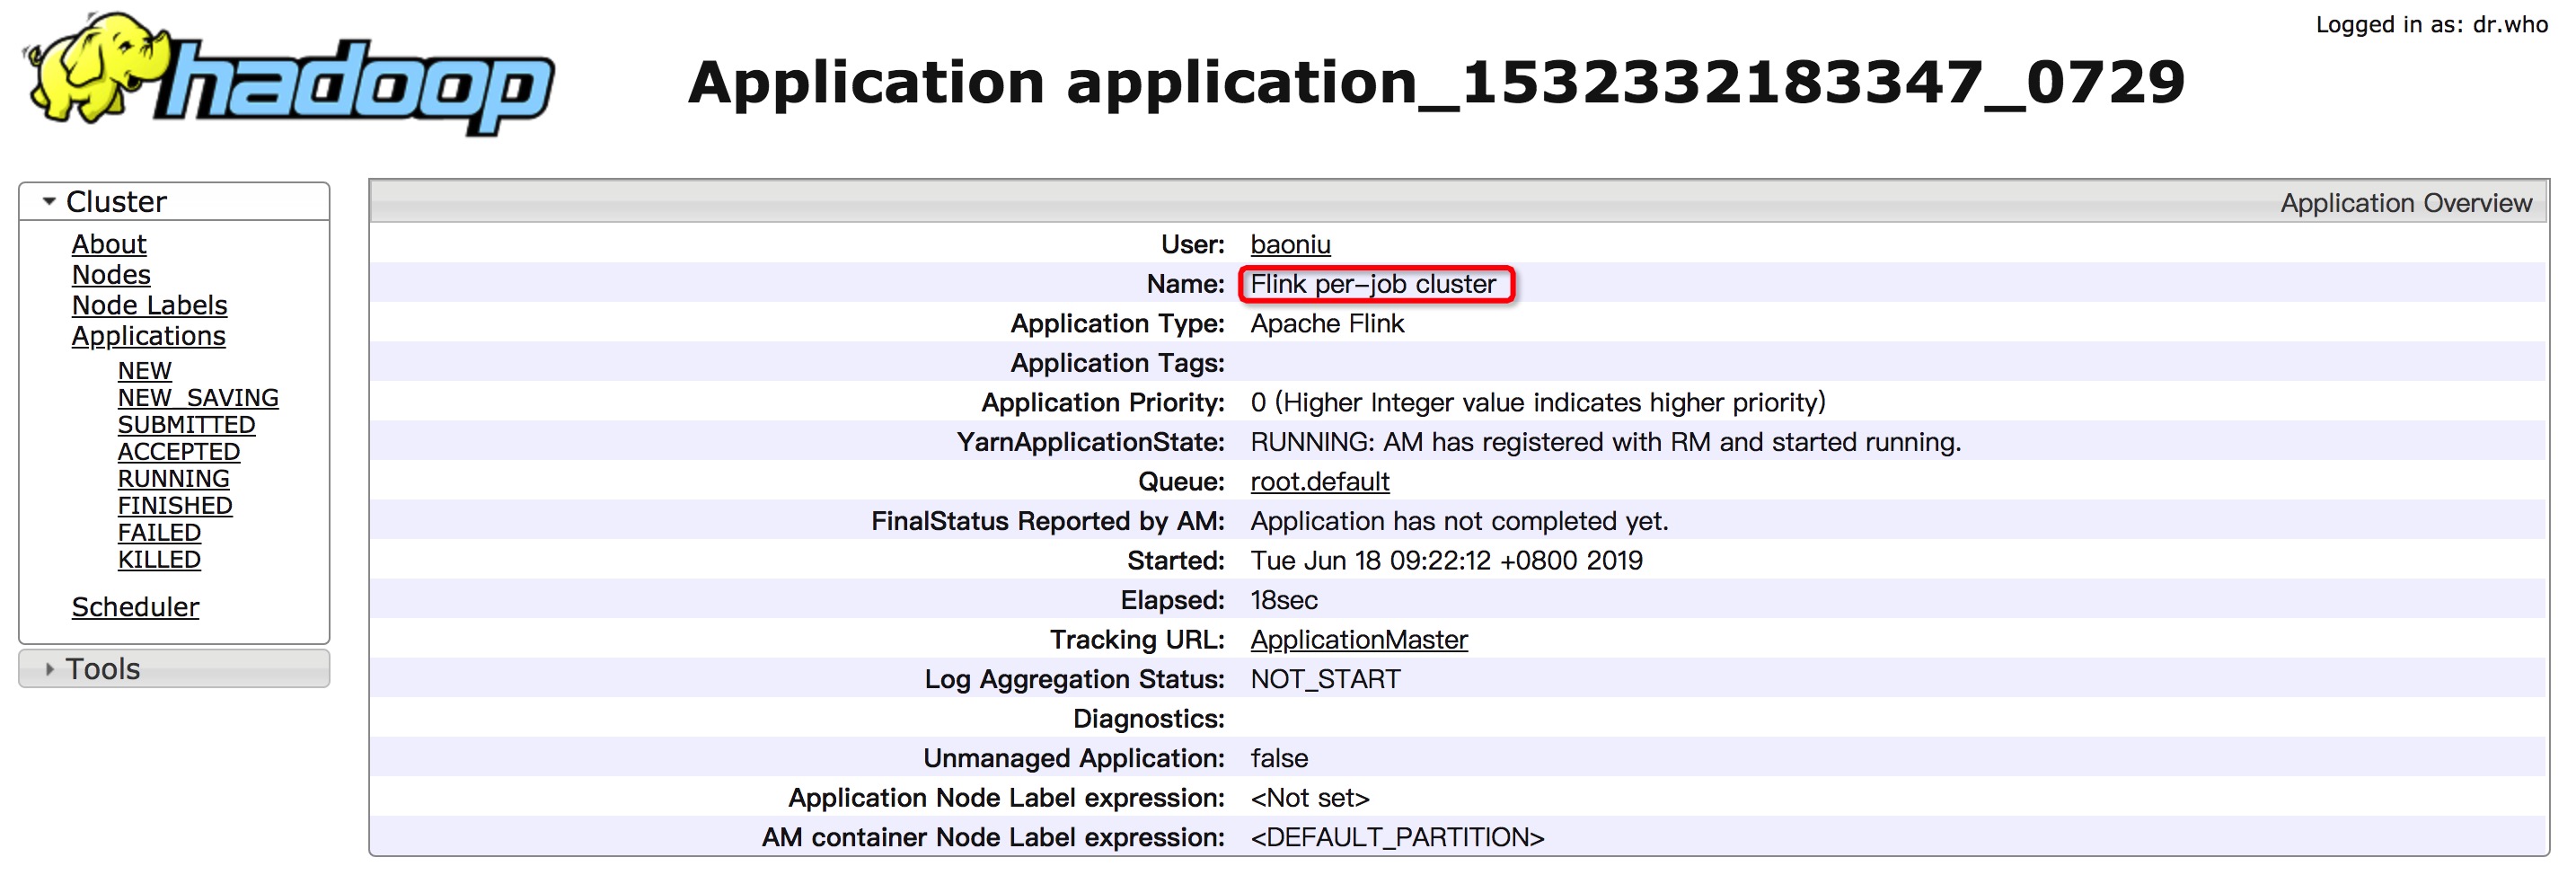 hadoop
Application application_1532332183347_0729
Logged in as: dr.who
Cluster
About
Nodes
Node Labels
Applications
NEW
NEW_SAVING
SUBMITTED
ACCEPTED
RUNNING
FINISHED
FAILED
KILLED
Scheduler
Tools
Application Overview
User: baoniu
Name: Flink per-job cluster
Application Type: Apache Flink
Application Tags:
Application Priority: 0 (Higher Integer value indicates higher priority)
YarnApplicationState: RUNNING: AM has registered with RM and started running.
Queue: root.default
FinalStatus Reported by AM: Application has not completed yet.
Started: Tue Jun 18 09:22:12 +0800 2019
Elapsed: 18sec
Tracking URL: ApplicationMaster
Log Aggregation Status: NOT_START
Diagnostics:
Unmanaged Application: false
Application Node Label expression: <Not set>
AM container Node Label expression: <DEFAULT_PARTITION>